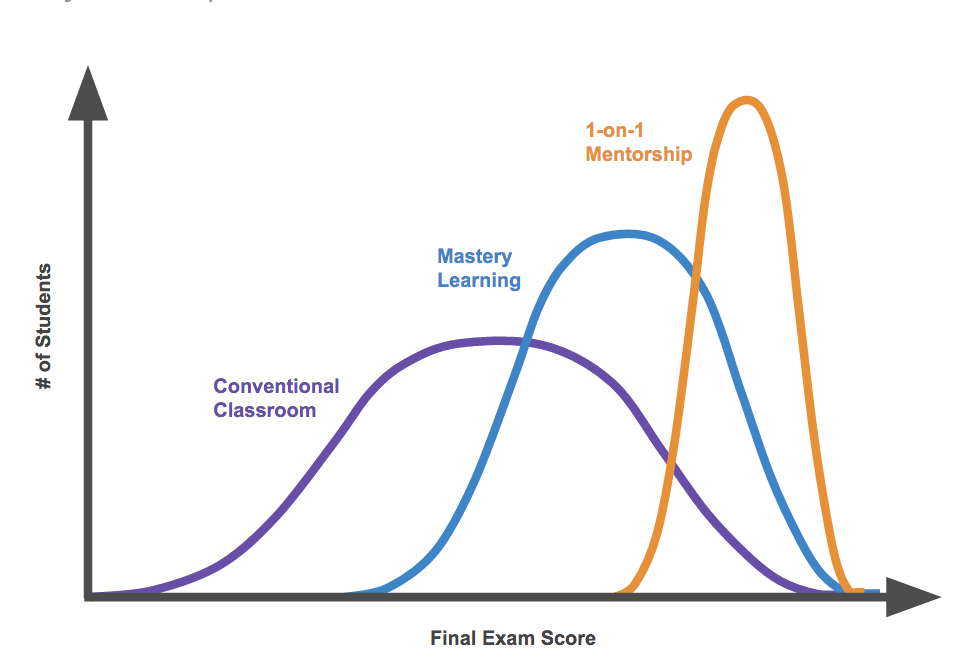 1-on-1
Mentorship
Mastery
Learning
Conventional
Classroom
# of Students
Final Exam Score